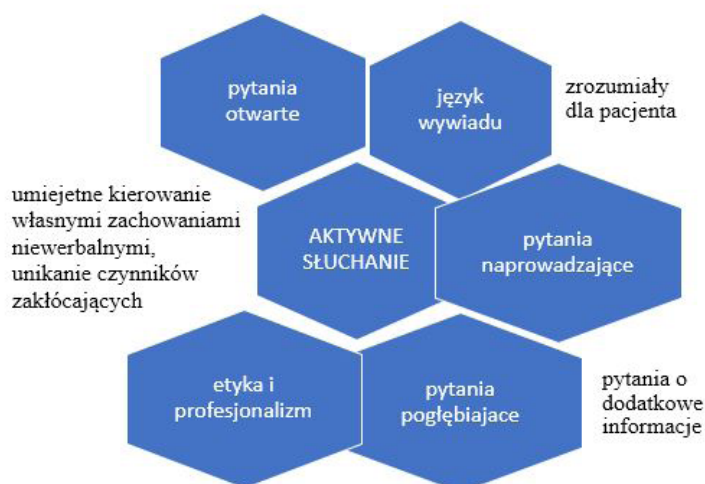 pytania
otwarte
język
wywiadu
zrozumiały
dla pacjenta
umiejetne kierowanie
własnymi zachowaniami
niewerbalnymi,
unikanie czynników
zakłócających
AKTYWNE
SŁUCHANIE
pytania
naprowadzające
etyka i
profesjonalizm
pytania
pogłębiajace
pytania o
dodatkowe
informacje